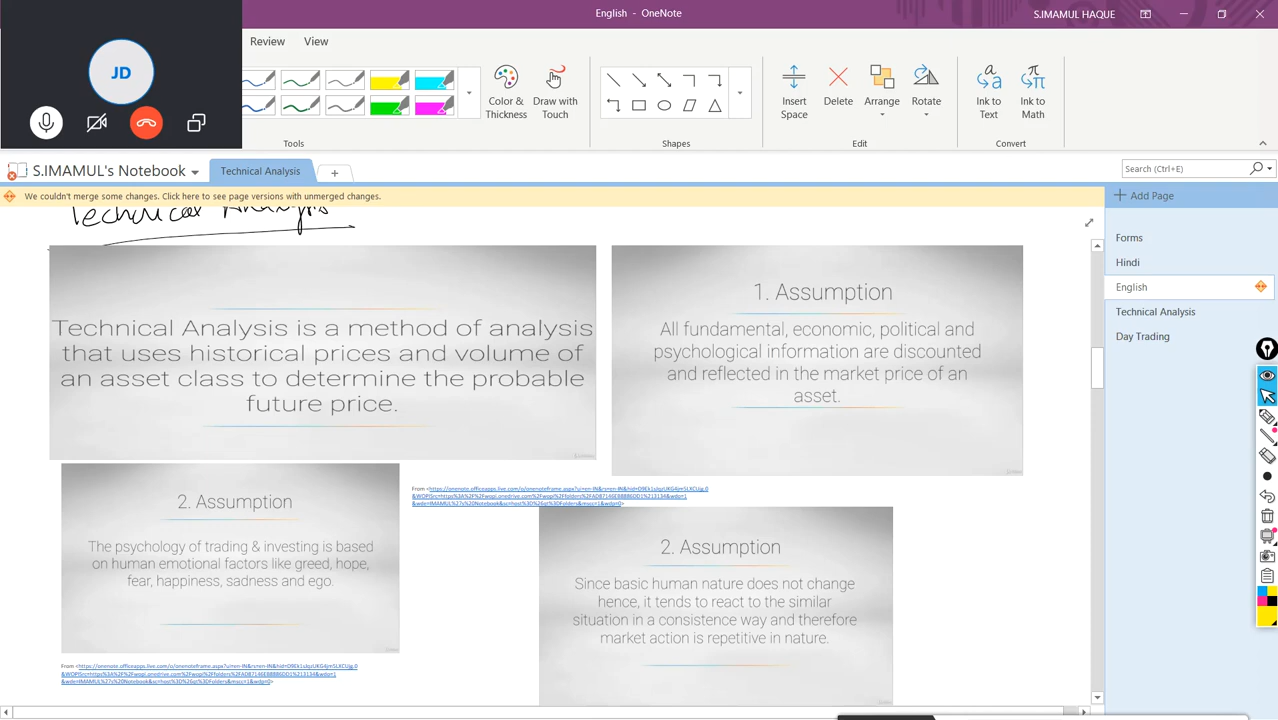 English - OneNote
S.IMAMUL HAQUE
JD
Review View
Color & Thickness
Draw with Touch
Insert Space
Delete
Arrange
Rotate
Ink to Text
Ink to Math
Tools
Shapes
Edit
Convert
S.IMAMUL's Notebook
Technical Analysis
Search (Ctrl+E)
We couldn't merge some changes. Click here to see page versions with unmerged changes.
Add Page
Forms
Hindi
English
Technical Analysis
Day Trading
Technical Analysis
Technical Analysis is a method of analysis
that uses historical prices and volume of
an asset class to determine the probable
future price.
1. Assumption
All fundamental, economic, political and
psychological information are discounted
and reflected in the market price of an
asset.
2. Assumption
The psychology of trading & investing is based
on human emotional factors like greed, hope,
fear, happiness, sadness and ego.
2. Assumption
Since basic human nature does not change
hence, it tends to react to the similar
situation in a consistence way and therefore
market action is repetitive in nature.